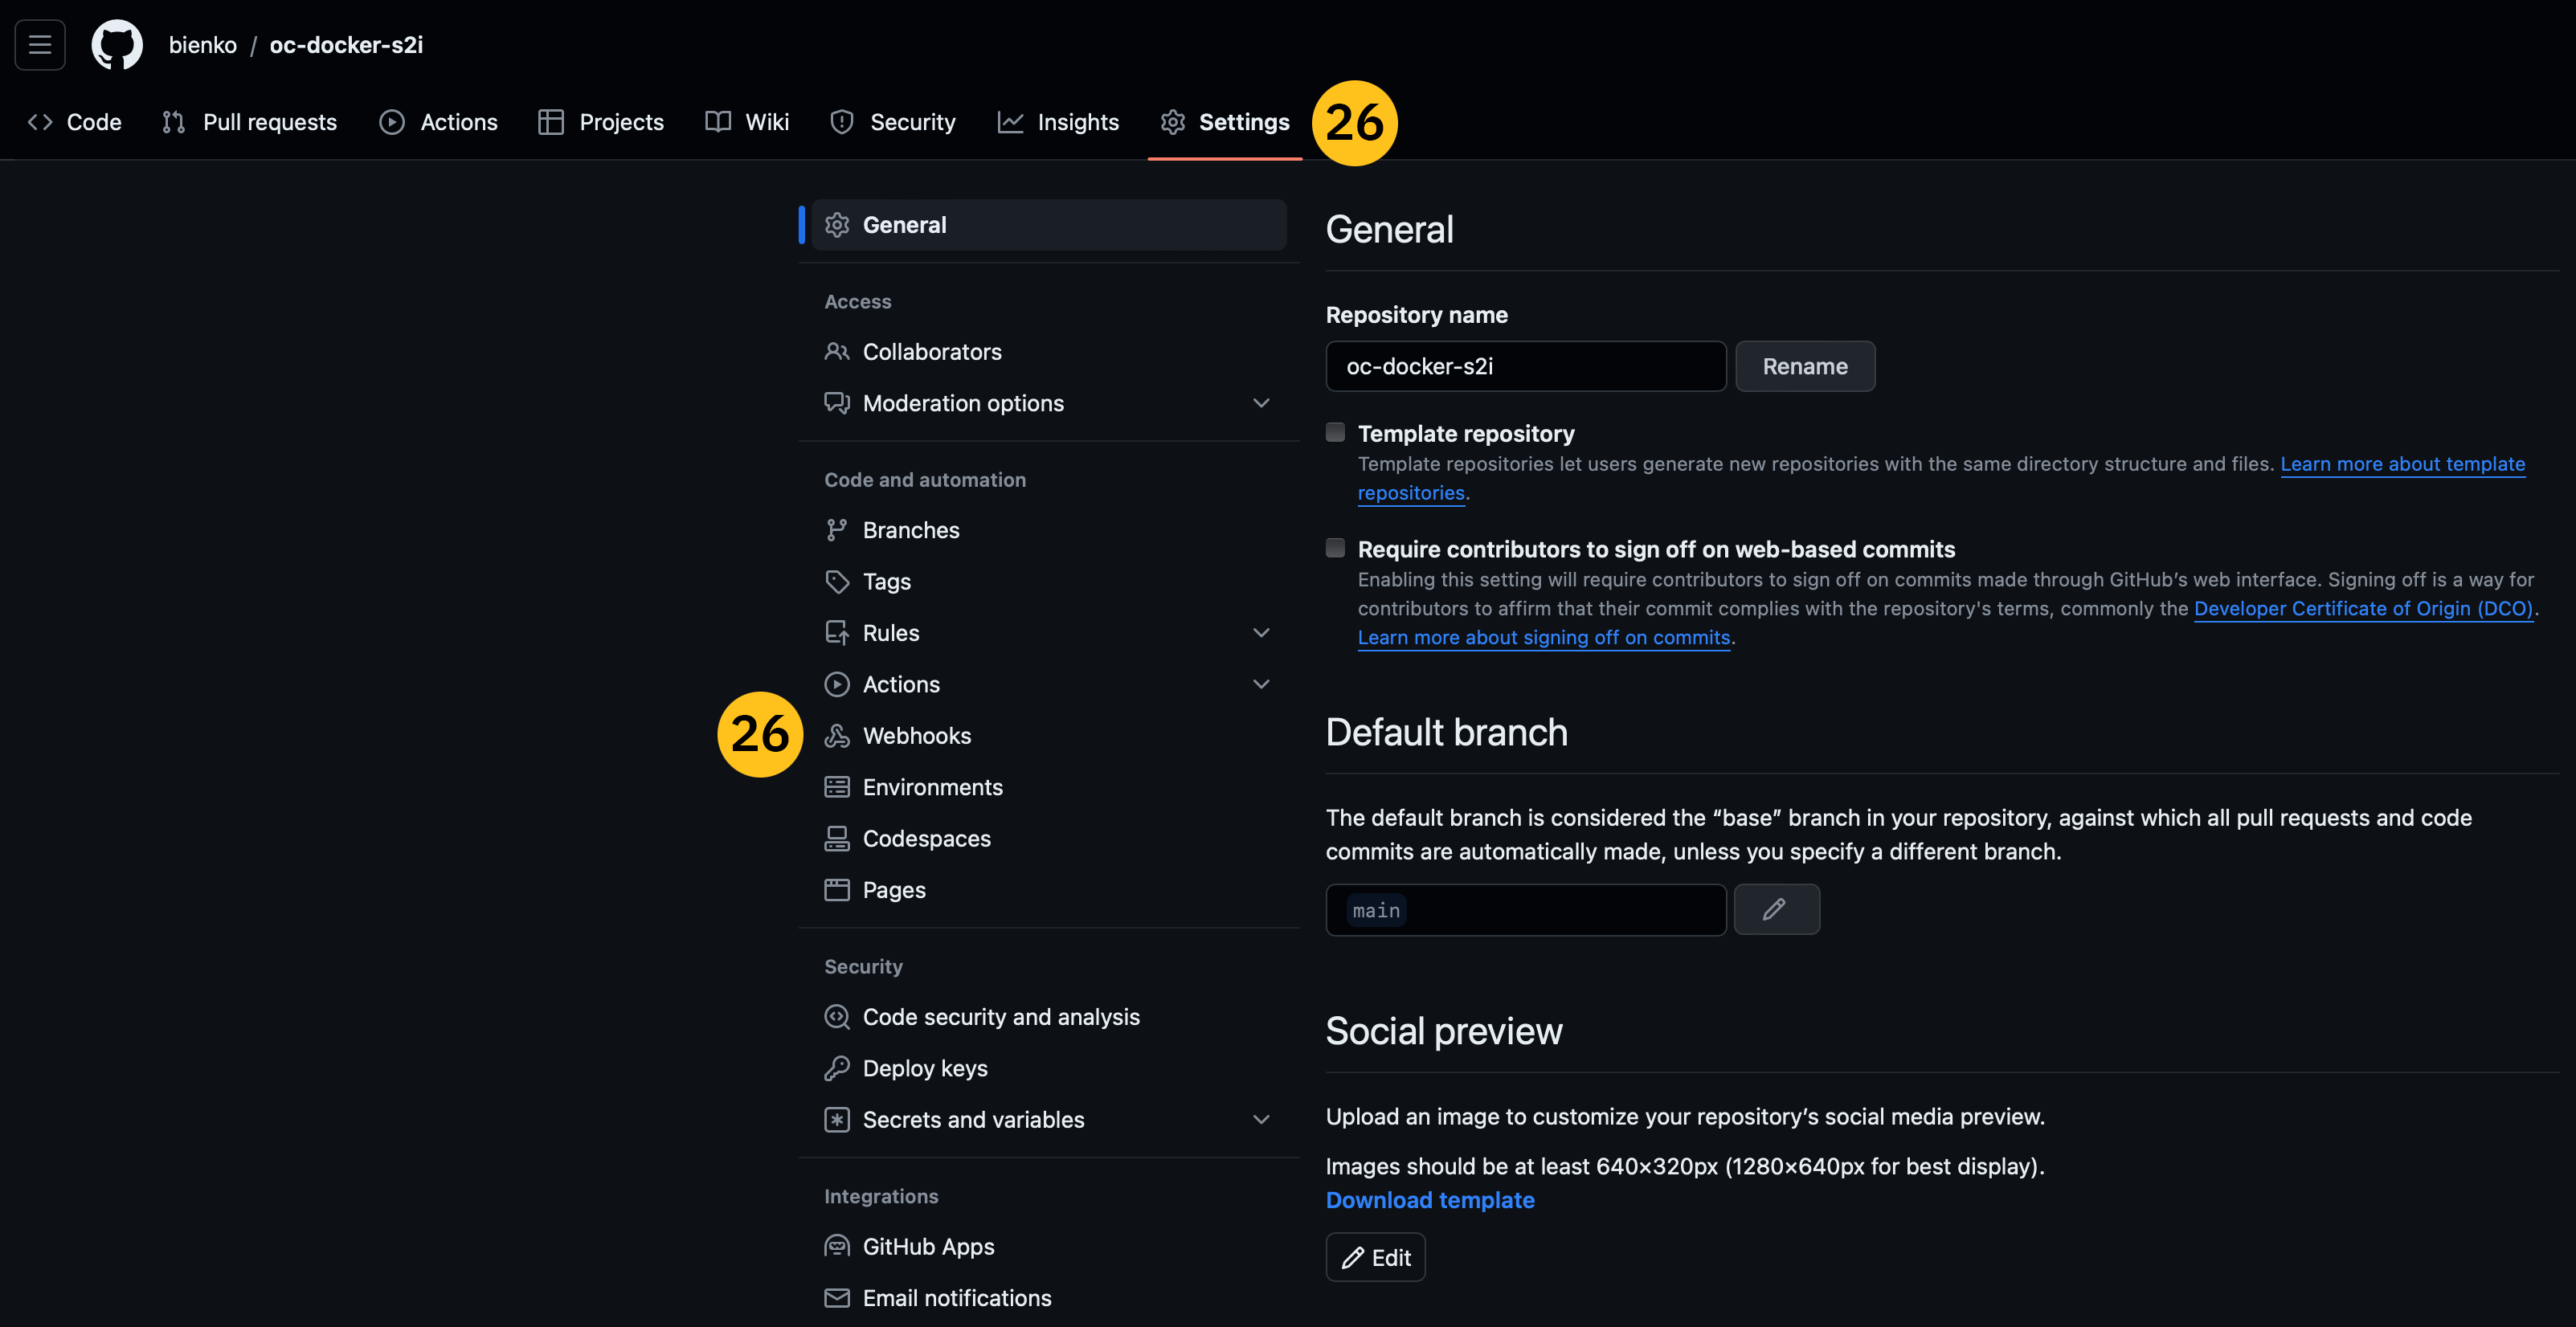 bienko / oc-docker-s2i
Code Pull requests Actions Projects Wiki Security Insights Settings 26
General
Access
Collaborators
Moderation options
Code and automation
Branches
Tags
Rules
Actions
26 Webhooks
Environments
Codespaces
Pages
Security
Code security and analysis
Deploy keys
Secrets and variables
Integrations
GitHub Apps
Email notifications
General
Repository name
oc-docker-s2i Rename
Template repository
Template repositories let users generate new repositories with the same directory structure and files. Learn more about template
repositories.
Require contributors to sign off on web-based commits
Enabling this setting will require contributors to sign off on commits made through GitHub’s web interface. Signing off is a way for
contributors to affirm that their commit complies with the repository's terms, commonly the Developer Certificate of Origin (DCO).
Learn more about signing off on commits.
Default branch
The default branch is considered the “base” branch in your repository, against which all pull requests and code
commits are automatically made, unless you specify a different branch.
main
Social preview
Upload an image to customize your repository’s social media preview.
Images should be at least 640×320px (1280×640px for best display).
Download template
Edit